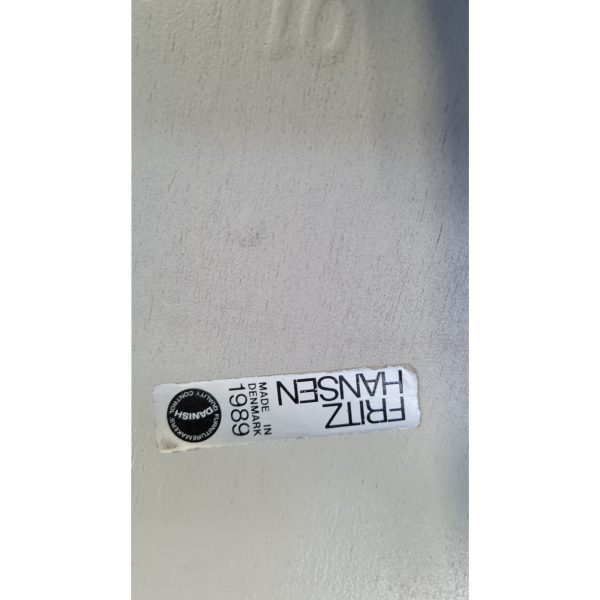 FRITZ
HANSEN
MADE IN
DENMARK
1989
DANISH
FURNITUREMAKERS'
QUALITY CONTROL